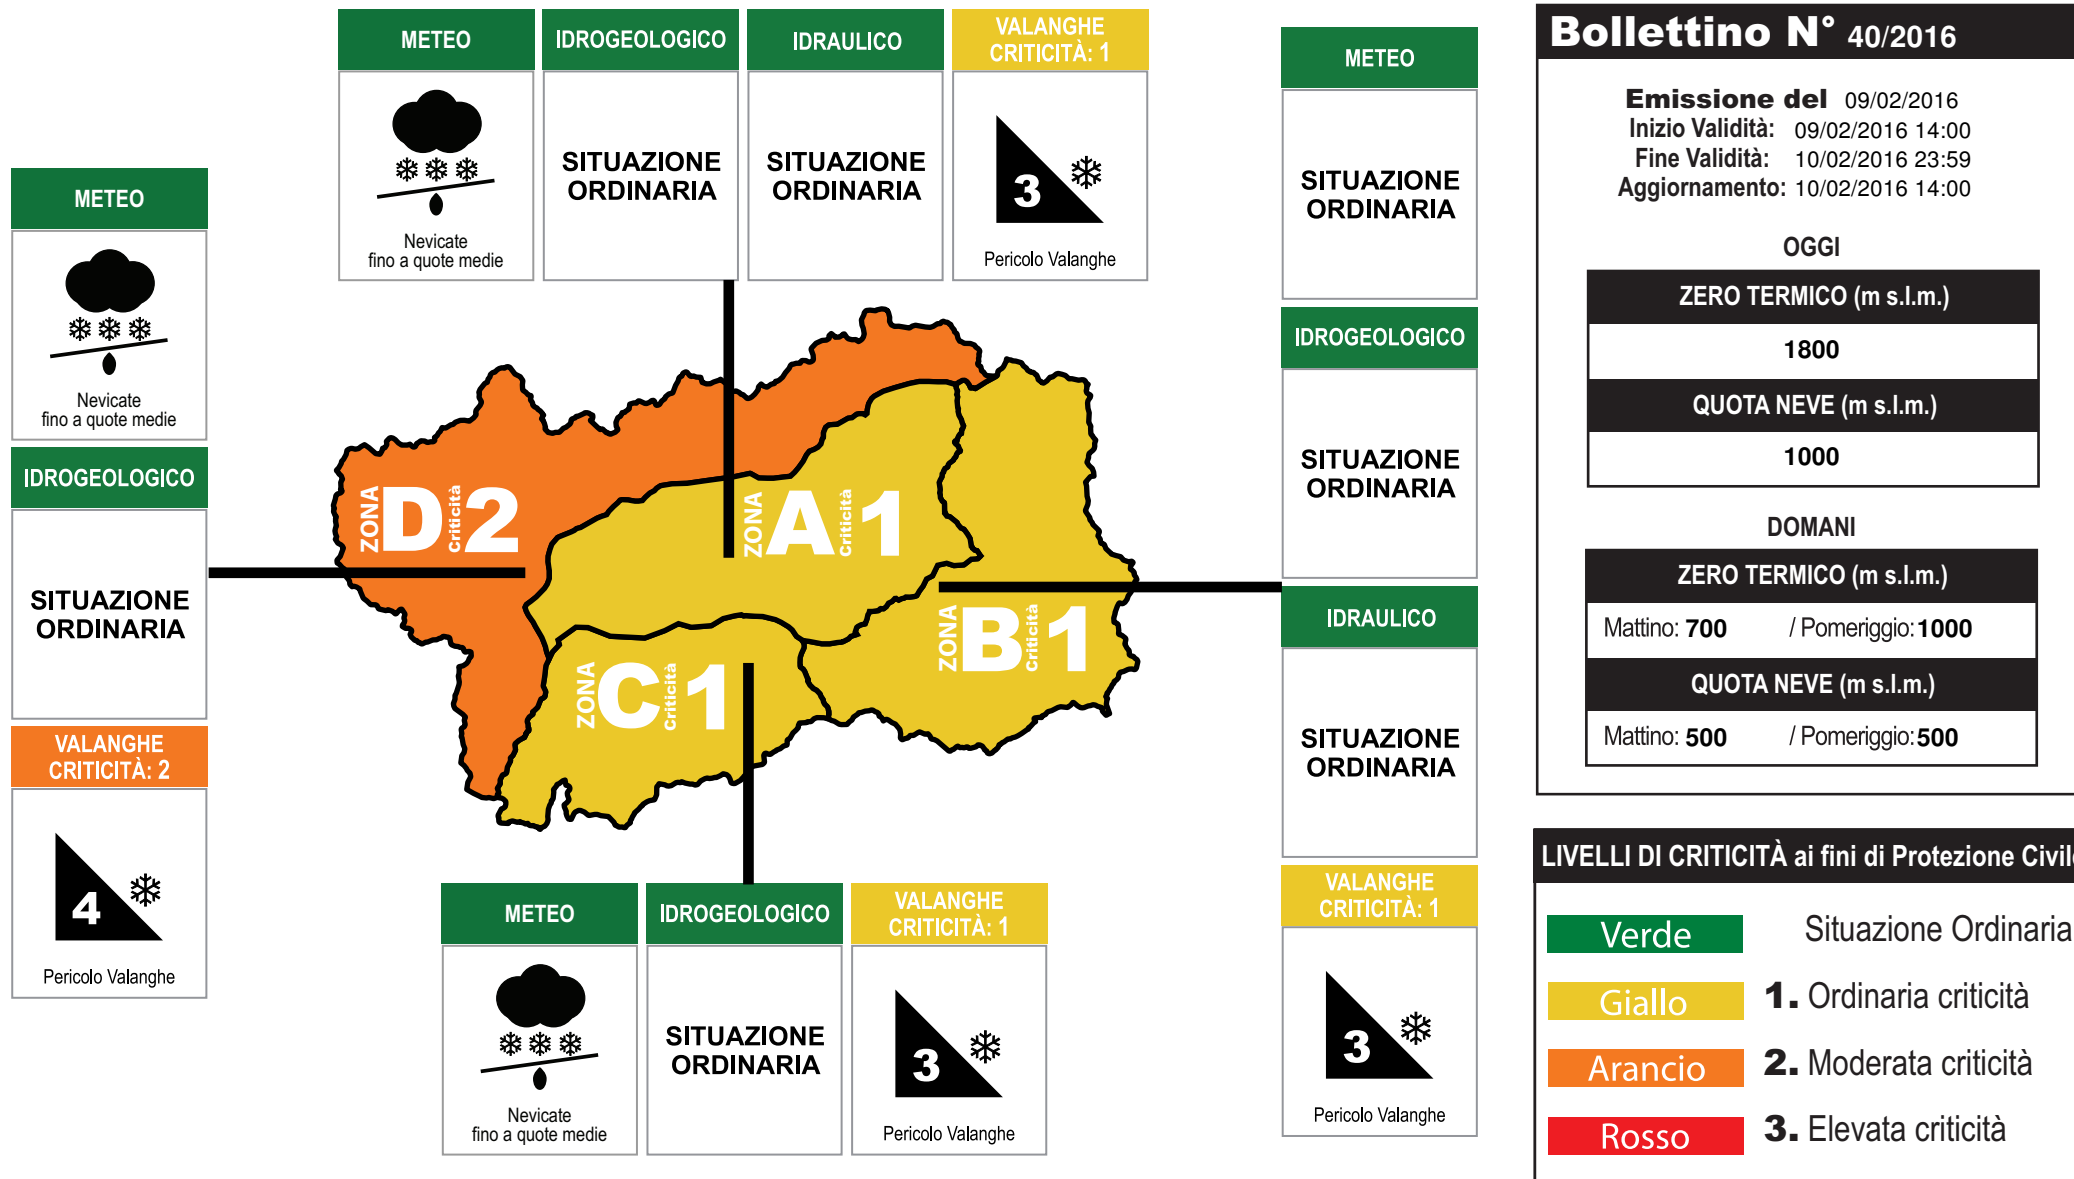 METEO
Nevicate
fino a quote medie
IDROGEOLOGICO
SITUAZIONE
ORDINARIA
VALANGHE
CRITICITÀ: 2
4
Pericolo Valanghe
METEO
Nevicate
fino a quote medie
IDROGEOLOGICO
SITUAZIONE
ORDINARIA
IDRAULICO
SITUAZIONE
ORDINARIA
VALANGHE
CRITICITÀ: 1
3
Pericolo Valanghe
ZONA D Criticità 2
ZONA A Criticità 1
ZONA B Criticità 1
ZONA C Criticità 1
METEO
Nevicate
fino a quote medie
IDROGEOLOGICO
SITUAZIONE
ORDINARIA
VALANGHE
CRITICITÀ: 1
3
Pericolo Valanghe
METEO
SITUAZIONE
ORDINARIA
IDROGEOLOGICO
SITUAZIONE
ORDINARIA
IDRAULICO
SITUAZIONE
ORDINARIA
VALANGHE
CRITICITÀ: 1
3
Pericolo Valanghe
Bollettino N° 40/2016
Emissione del 09/02/2016
Inizio Validità: 09/02/2016 14:00
Fine Validità: 10/02/2016 23:59
Aggiornamento: 10/02/2016 14:00
OGGI
ZERO TERMICO (m s.l.m.)
1800
QUOTA NEVE (m s.l.m.)
1000
DOMANI
ZERO TERMICO (m s.l.m.)
Mattino: 700 / Pomeriggio: 1000
QUOTA NEVE (m s.l.m.)
Mattino: 500 / Pomeriggio: 500
LIVELLI DI CRITICITÀ ai fini di Protezione Civile
Verde Situazione Ordinaria
Giallo 1. Ordinaria criticità
Arancio 2. Moderata criticità
Rosso 3. Elevata criticità